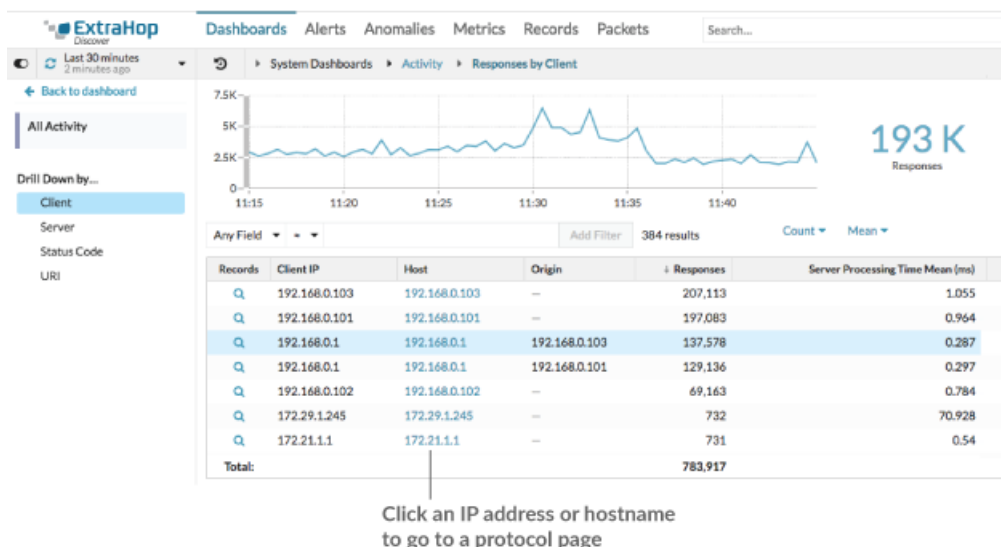 ExtraHop
Discover
Dashboards Alerts Anomalies Metrics Records Packets Search...
Last 30 minutes
2 minutes ago
System Dashboards Activity Responses by Client
Back to dashboard
All Activity
Drill Down by...
Client
Server
Status Code
URI
7.5K
5K
2.5K
0
11:15 11:20 11:25 11:30 11:35 11:40
193 K
Responses
Any Field = Add Filter 384 results Count Mean
Records Client IP Host Origin ↓ Responses Server Processing Time Mean (ms)
192.168.0.103 192.168.0.103 — 207,113 1.055
192.168.0.101 192.168.0.101 — 197,083 0.964
192.168.0.1 192.168.0.1 192.168.0.103 137,578 0.287
192.168.0.1 192.168.0.1 192.168.0.101 129,136 0.297
192.168.0.102 192.168.0.102 — 69,163 0.784
172.29.1.245 172.29.1.245 — 732 70.928
172.21.1.1 172.21.1.1 — 731 0.54
Total: 783,917
Click an IP address or hostname
to go to a protocol page